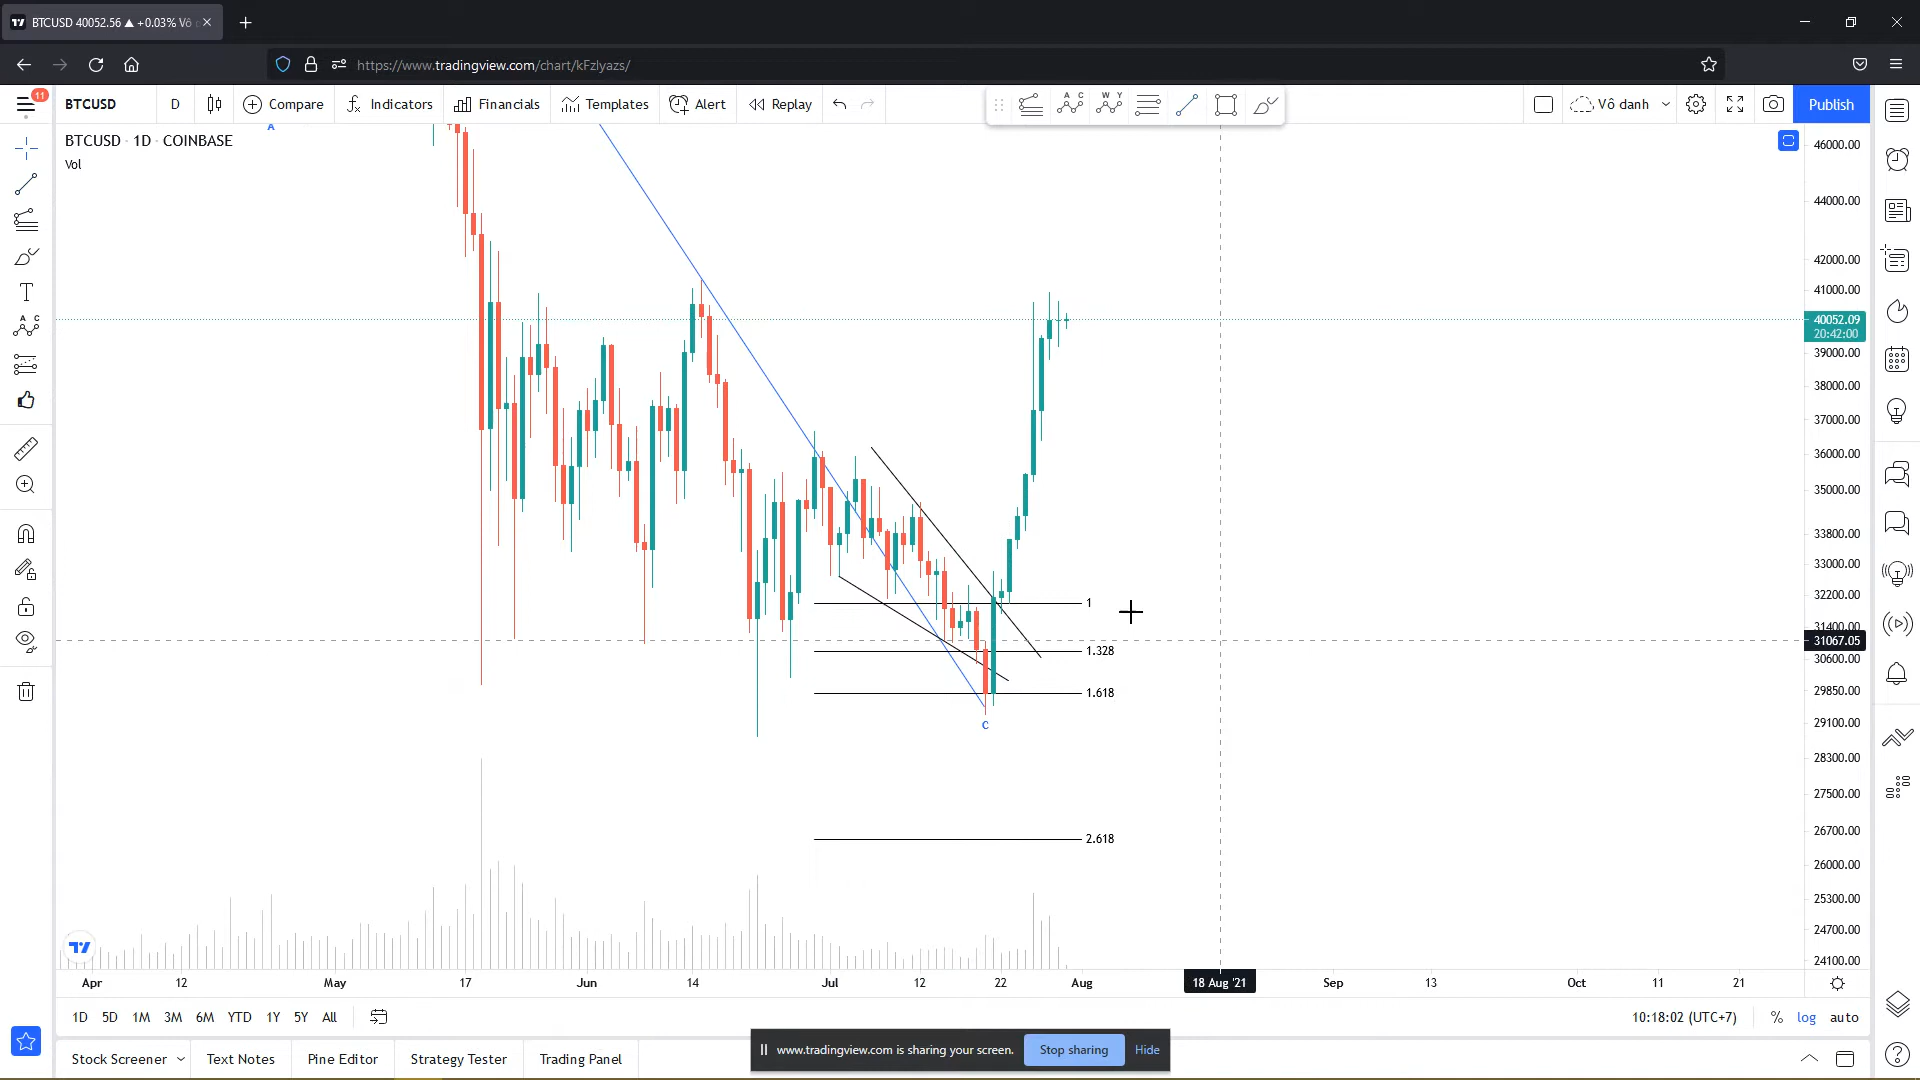 BTCUSD 40052.56 ▲ +0.03% Vô
https://www.tradingview.com/chart/kFzlyazs/
11
BTCUSD
D
Compare
Indicators
Financials
Templates
Alert
Replay
A C
W Y
Vô danh
Publish
BTCUSD · 1D · COINBASE
Vol
A
A C
1
1.328
1.618
C
2.618
46000.00
44000.00
42000.00
41000.00
40052.09
20:42:00
39000.00
38000.00
37000.00
36000.00
35000.00
33800.00
33000.00
32200.00
31400.00
31067.05
30600.00
29850.00
29100.00
28300.00
27500.00
26700.00
26000.00
25300.00
24700.00
24100.00
Apr 12 May 17 Jun 14 Jul 12 22 Aug 18 Aug '21 Sep 13 Oct 11 21
1D 5D 1M 3M 6M YTD 1Y 5Y All
10:18:02 (UTC+7) % log auto
Stock Screener Text Notes Pine Editor Strategy Tester Trading Panel
www.tradingview.com is sharing your screen. Stop sharing Hide